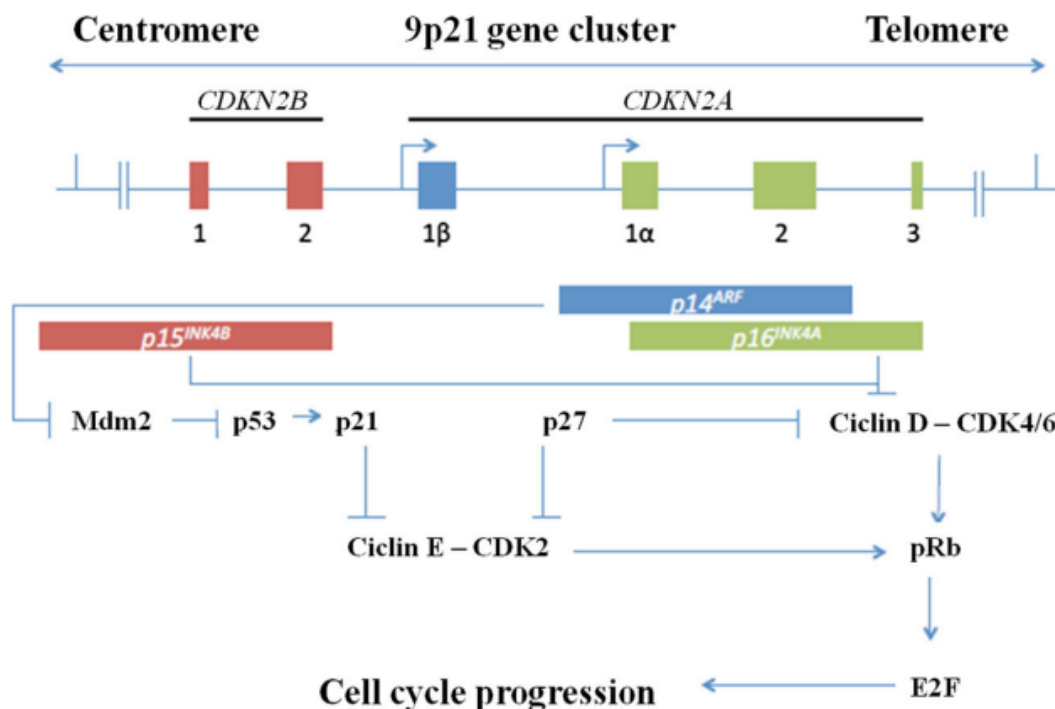 Centromere 9p21 gene cluster Telomere
CDKN2B CDKN2A
1 2 1β 1α 2 3
p14ARF
p15INK4B p16INK4A
Mdm2 p53 p21 p27 Ciclin D – CDK4/6
Ciclin E – CDK2 pRb
Cell cycle progression E2F